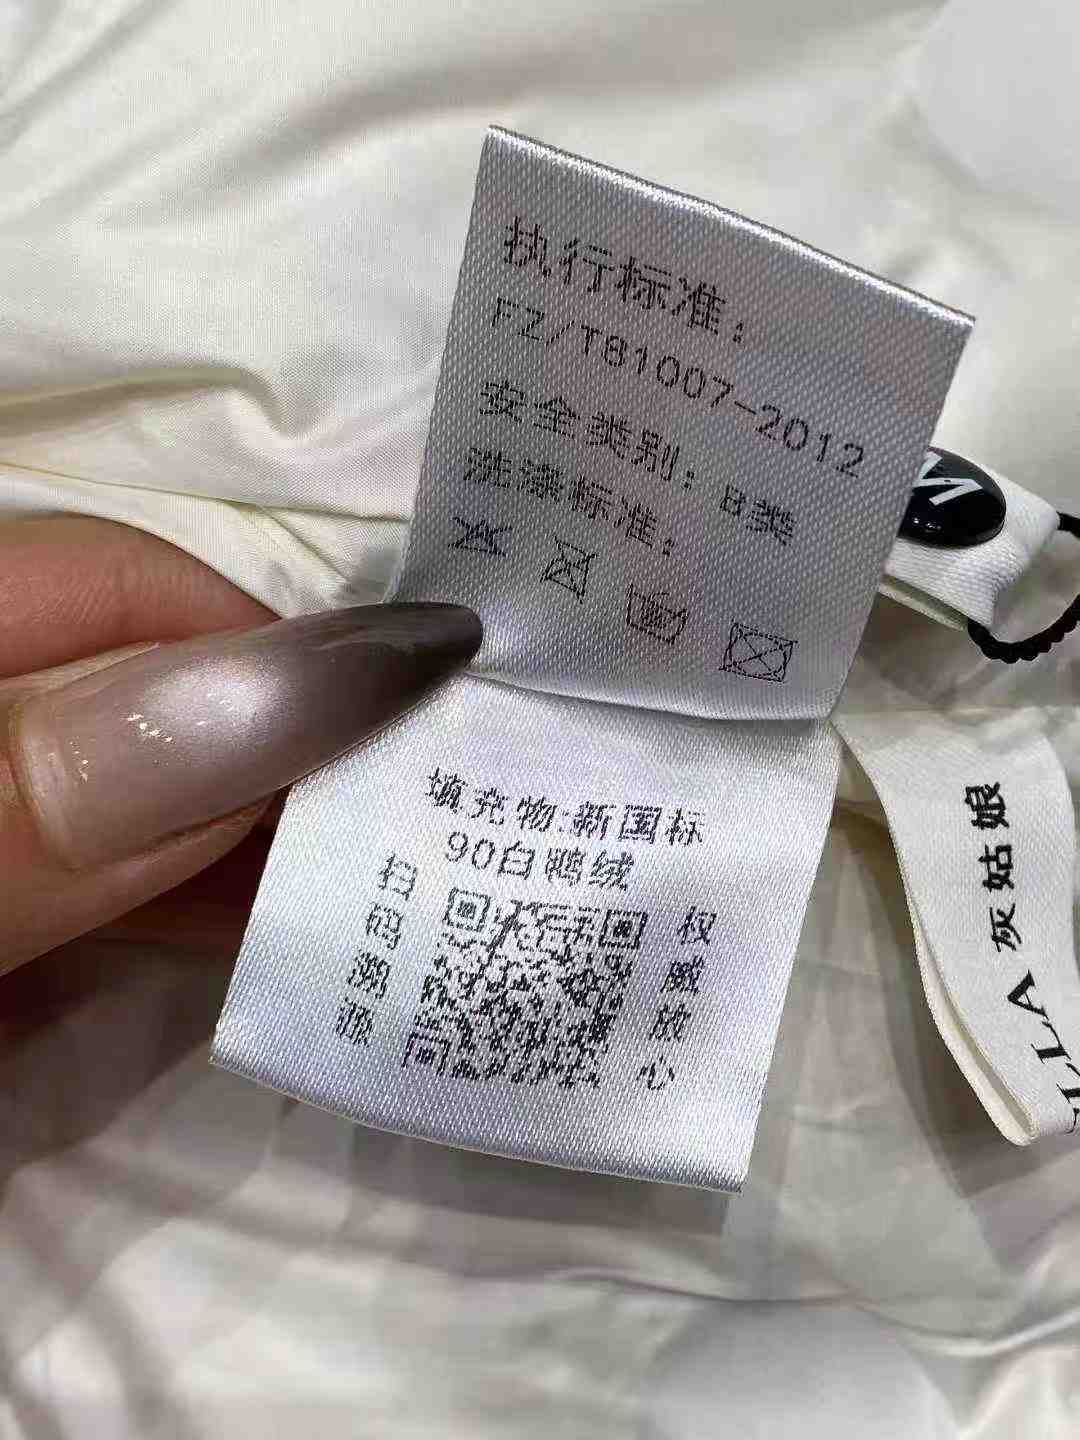 执行标准：
FZ/T81007-2012
安全类别：B类
洗涤标准：
填充物:新国标
90白鹅绒
扫码溯源
权威放心
M
灰姑娘
LLA